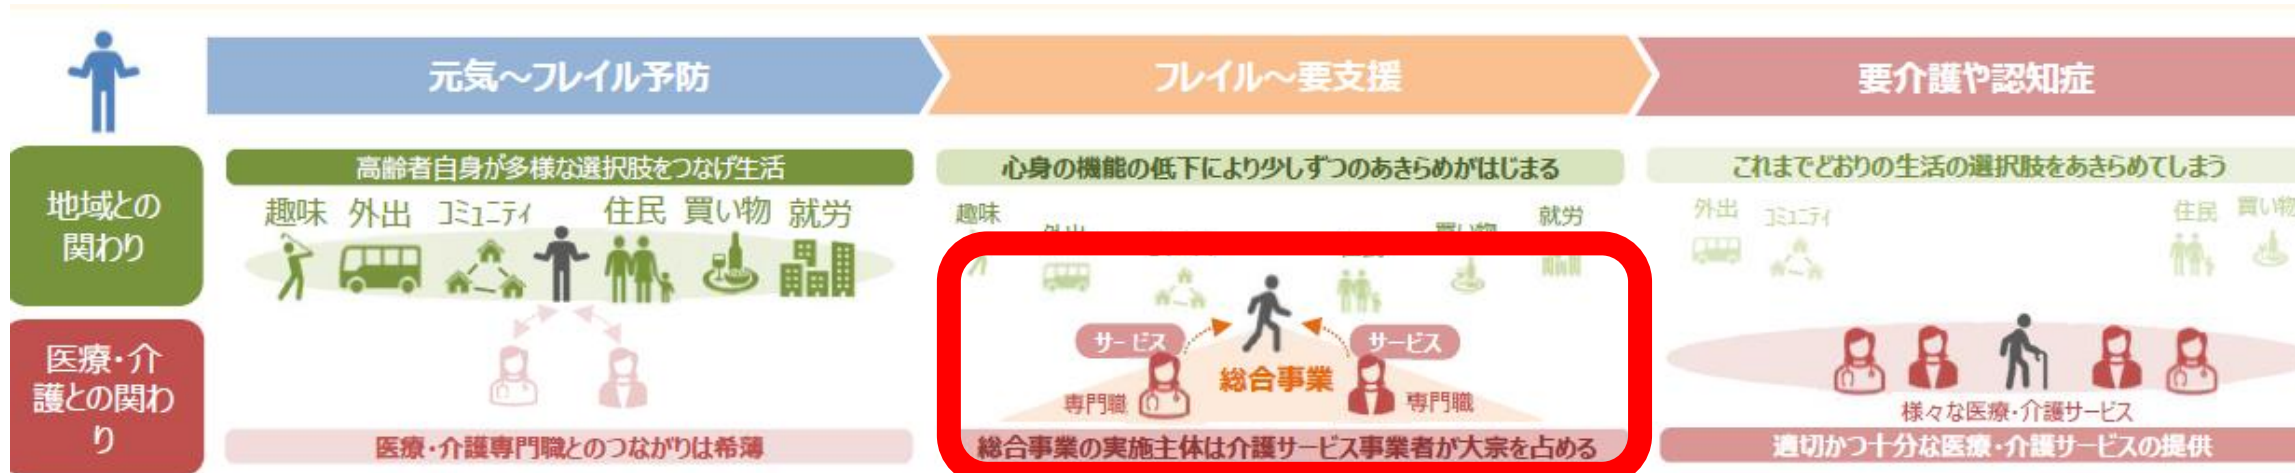 元気～フレイル予防
フレイル～要支援
要介護や認知症
地域との
関わり
高齢者自身が多様な選択肢をつなげ生活
趣味 外出 コミュニティ 住民 買い物 就労
心身の機能の低下により少しずつのあきらめがはじまる
趣味
就労
サービス
サービス
総合事業
専門職
専門職
これまでどおりの生活の選択肢をあきらめてしまう
外出 コミュニティ 住民 買い物
様々な医療・介護サービス
医療・介
護との関わ
り
医療・介護専門職とのつながりは希薄
総合事業の実施主体は介護サービス事業者が大宗を占める
適切かつ十分な医療・介護サービスの提供